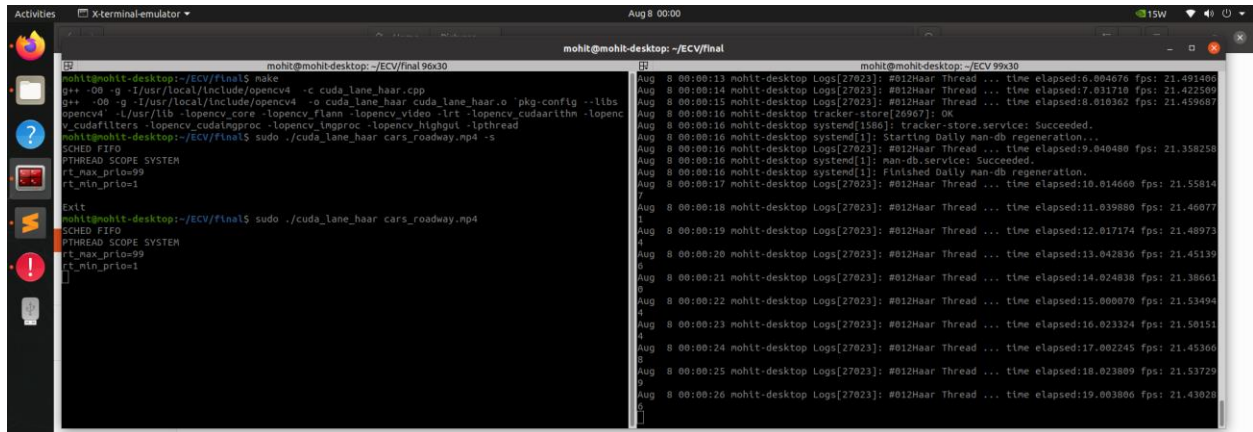 Activities
X-terminal-emulator
Aug 8 00:00
15W
mohit@mohit-desktop: ~/ECV/final
mohit@mohit-desktop: ~/ECV/final 96x30
mohit@mohit-desktop:~/ECV/final$ make
g++ -O0 -g -I/usr/local/include/opencv4 -c cuda_lane_haar.cpp
g++ -O0 -g -I/usr/local/include/opencv4 -o cuda_lane_haar cuda_lane_haar.o `pkg-config --libs
opencv4` -L/usr/lib -lopencv_core -lopencv_flann -lopencv_video -lrt -lopencv_cudaarithm -lopenc
v_cudafilters -lopencv_cudaimgproc -lopencv_imgproc -lopencv_highgui -lpthread
mohit@mohit-desktop:~/ECV/final$ sudo ./cuda_lane_haar cars_roadway.mp4 -s
SCHED FIFO
PTHREAD SCOPE SYSTEM
rt_max_prio=99
rt_min_prio=1
Exit
mohit@mohit-desktop:~/ECV/final$ sudo ./cuda_lane_haar cars_roadway.mp4
SCHED FIFO
PTHREAD SCOPE SYSTEM
rt_max_prio=99
rt_min_prio=1
mohit@mohit-desktop: ~/ECV 99x30
Aug  8 00:00:13 mohit-desktop Logs[27023]: #012Haar Thread ... time elapsed:6.004676 fps: 21.491406
Aug  8 00:00:14 mohit-desktop Logs[27023]: #012Haar Thread ... time elapsed:7.031710 fps: 21.422509
Aug  8 00:00:15 mohit-desktop Logs[27023]: #012Haar Thread ... time elapsed:8.010362 fps: 21.459687
Aug  8 00:00:16 mohit-desktop tracker-store[26967]: OK
Aug  8 00:00:16 mohit-desktop systemd[1586]: tracker-store.service: Succeeded.
Aug  8 00:00:16 mohit-desktop systemd[1]: Starting Daily man-db regeneration...
Aug  8 00:00:16 mohit-desktop Logs[27023]: #012Haar Thread ... time elapsed:9.040480 fps: 21.358258
Aug  8 00:00:16 mohit-desktop systemd[1]: man-db.service: Succeeded.
Aug  8 00:00:16 mohit-desktop systemd[1]: Finished Daily man-db regeneration.
Aug  8 00:00:17 mohit-desktop Logs[27023]: #012Haar Thread ... time elapsed:10.014660 fps: 21.55814
7
Aug  8 00:00:18 mohit-desktop Logs[27023]: #012Haar Thread ... time elapsed:11.039880 fps: 21.46077
1
Aug  8 00:00:19 mohit-desktop Logs[27023]: #012Haar Thread ... time elapsed:12.017174 fps: 21.48973
4
Aug  8 00:00:20 mohit-desktop Logs[27023]: #012Haar Thread ... time elapsed:13.042836 fps: 21.45139
6
Aug  8 00:00:21 mohit-desktop Logs[27023]: #012Haar Thread ... time elapsed:14.024838 fps: 21.38661
0
Aug  8 00:00:22 mohit-desktop Logs[27023]: #012Haar Thread ... time elapsed:15.000070 fps: 21.53494
4
Aug  8 00:00:23 mohit-desktop Logs[27023]: #012Haar Thread ... time elapsed:16.023324 fps: 21.50151
4
Aug  8 00:00:24 mohit-desktop Logs[27023]: #012Haar Thread ... time elapsed:17.002245 fps: 21.45366
8
Aug  8 00:00:25 mohit-desktop Logs[27023]: #012Haar Thread ... time elapsed:18.023809 fps: 21.53729
9
Aug  8 00:00:26 mohit-desktop Logs[27023]: #012Haar Thread ... time elapsed:19.003806 fps: 21.43028
6